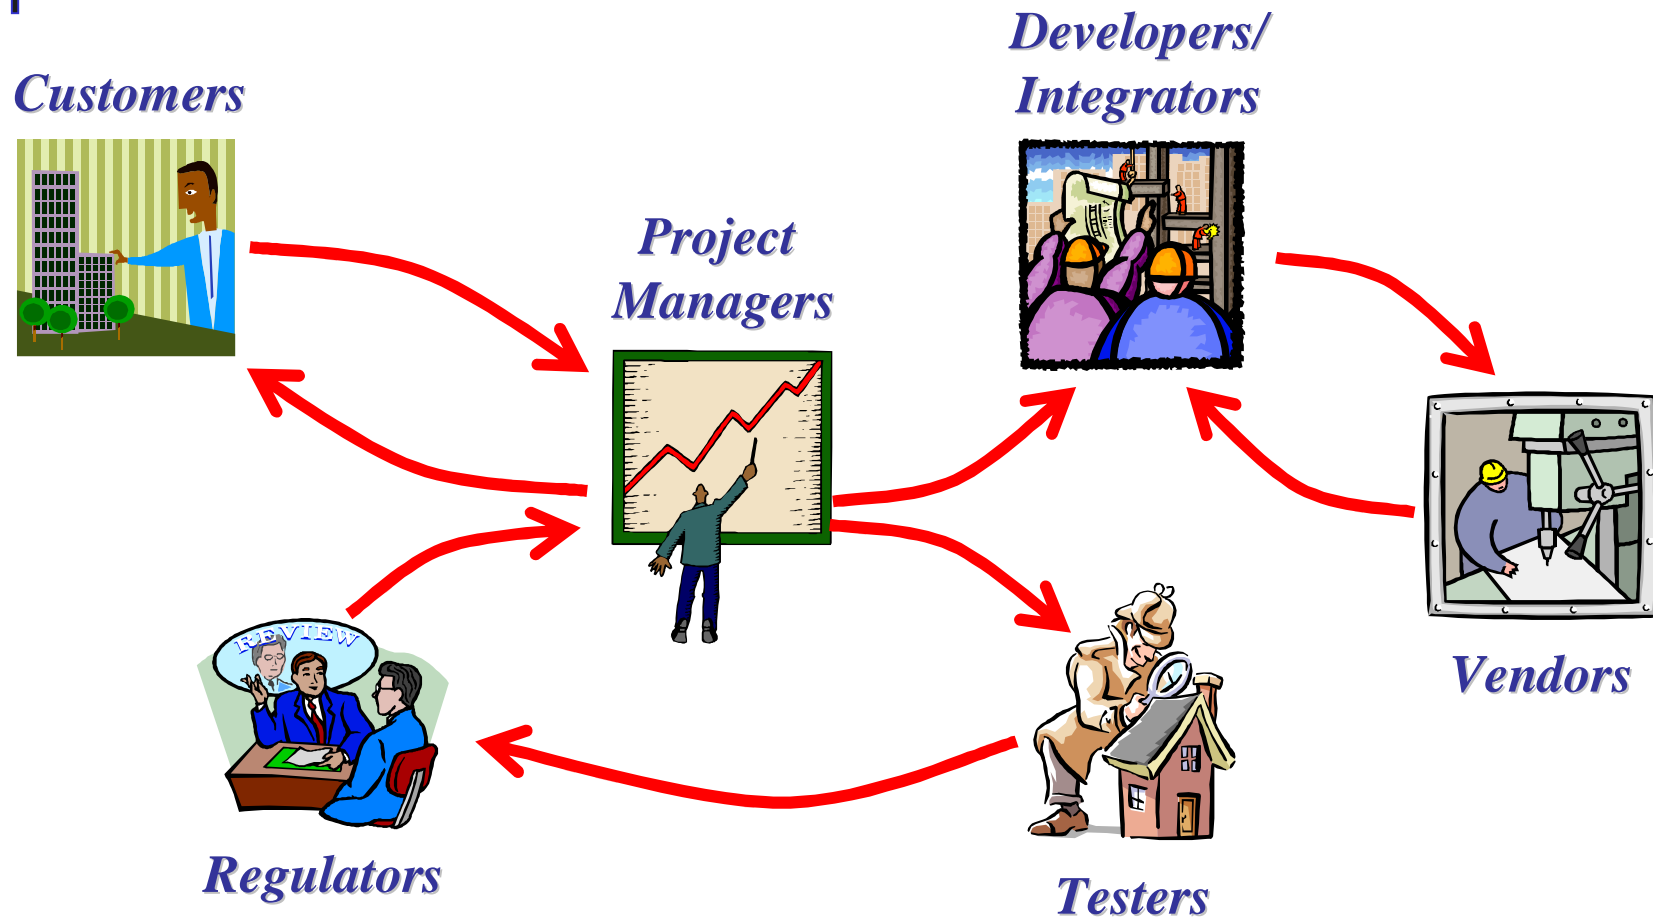 Developers/
Integrators
Customers
Project
Managers
REVIEW
Vendors
Regulators
Testers